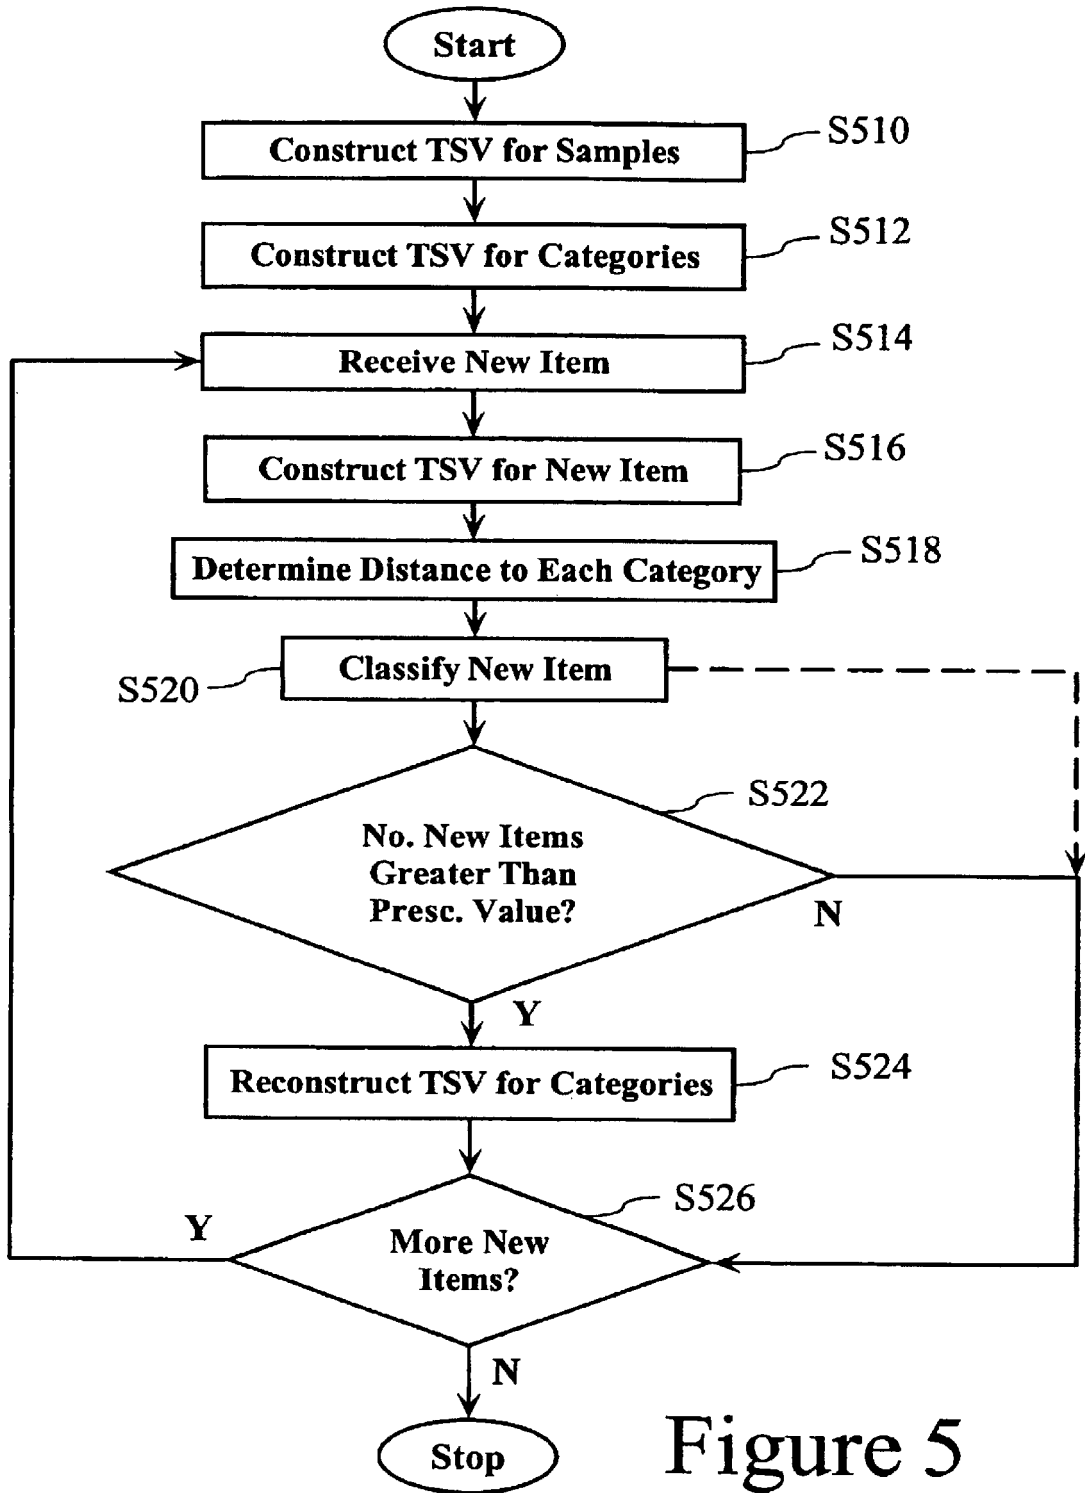 Start
Construct TSV for Samples
S510
Construct TSV for Categories
S512
Receive New Item
S514
Construct TSV for New Item
S516
Determine Distance to Each Category
S518
Classify New Item
S520
No. New Items
Greater Than
Presc. Value?
S522
N
Y
Reconstruct TSV for Categories
S524
More New
Items?
S526
Y
N
Stop
Figure 5